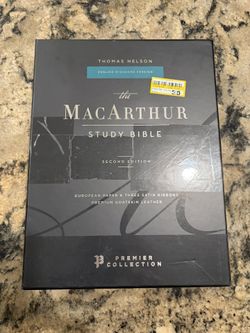 THOMAS NELSON
ENGLISH STANDARD VERSION
the
MACARTHUR
STUDY BIBLE
SECOND EDITION
EUROPEAN PAPER & THREE SATIN RIBBONS
PREMIUM GOATSKIN LEATHER
PREMIER
COLLECTION